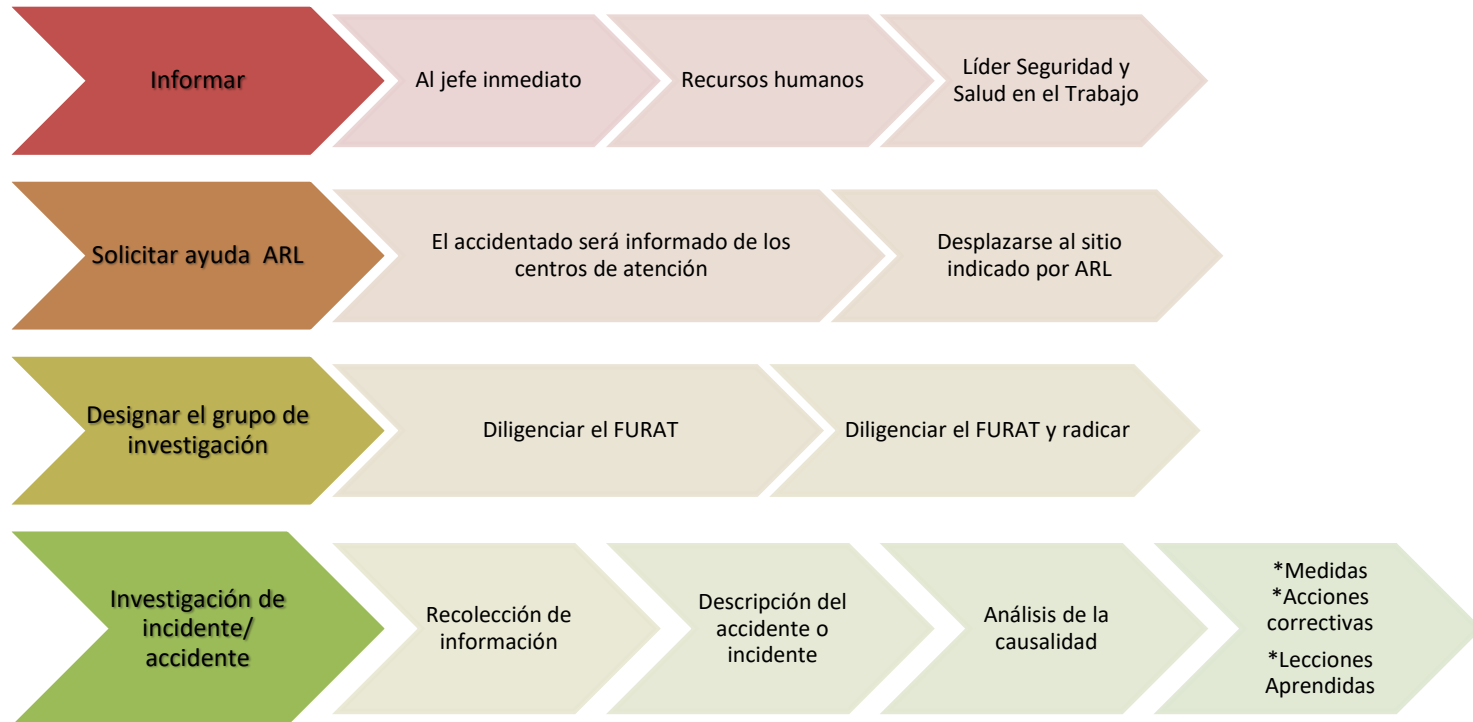 Informar
Al jefe inmediato
Recursos humanos
Líder Seguridad y
Salud en el Trabajo
Solicitar ayuda  ARL
El accidentado será informado de los
centros de atención
Desplazarse al sitio
indicado por ARL
Designar el grupo de
investigación
Diligenciar el FURAT
Diligenciar el FURAT y radicar
Investigación de
incidente/
accidente
Recolección de
información
Descripción del
accidente o
incidente
Análisis de la
causalidad
*Medidas
*Acciones
correctivas
*Lecciones
Aprendidas